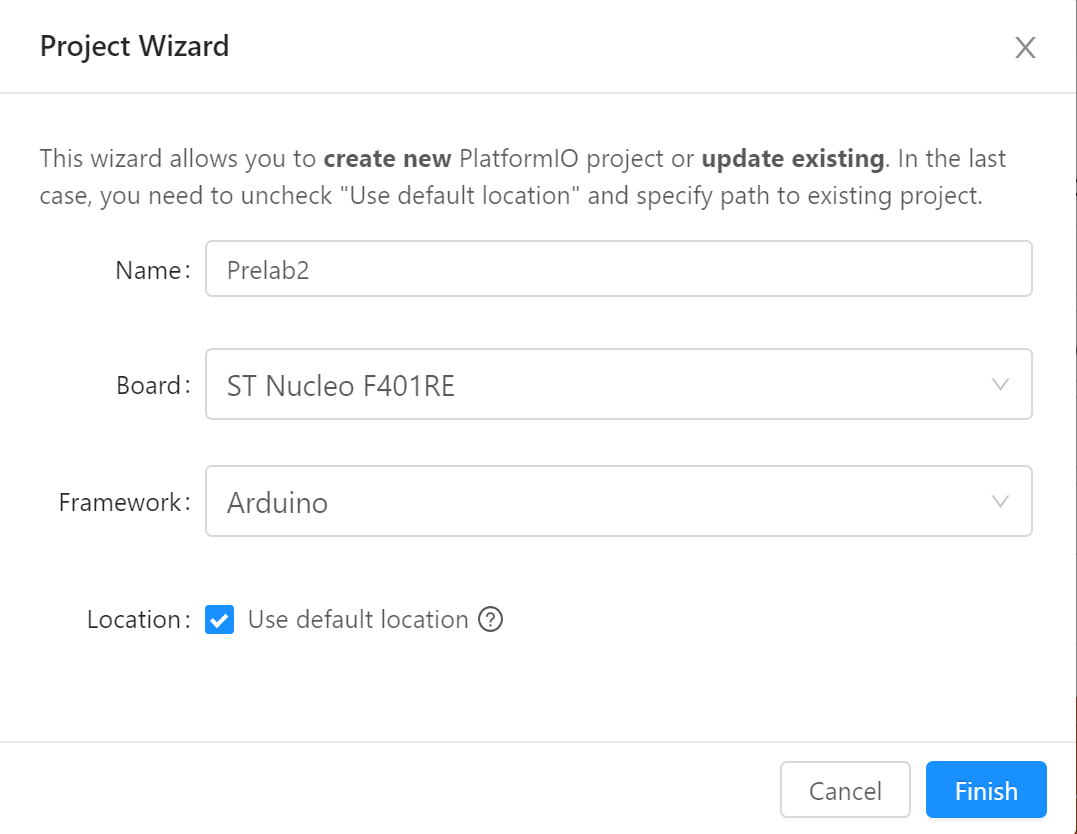 Project Wizard
This wizard allows you to create new PlatformIO project or update existing. In the last
case, you need to uncheck "Use default location" and specify path to existing project.
Name: Prelab2
Board: ST Nucleo F401RE
Framework: Arduino
Location: Use default location
Cancel Finish